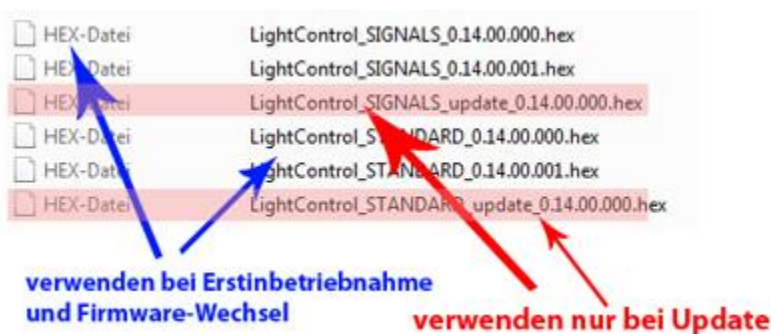 HEX-Datei LightControl_SIGNALS_0.14.00.000.hex
HEX-Datei LightControl_SIGNALS_0.14.00.001.hex
HEX-Datei LightControl_SIGNALS_update_0.14.00.000.hex
HEX-Datei LightControl_STANDARD_0.14.00.000.hex
HEX-Datei LightControl_STANDARD_0.14.00.001.hex
HEX-Datei LightControl_STANDARD_update_0.14.00.000.hex
verwenden bei Erstinbetriebnahme
und Firmware-Wechsel
verwenden nur bei Update